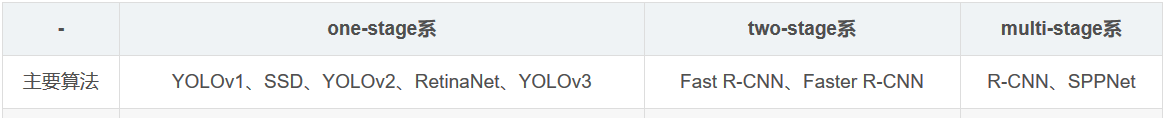 - one-stage系 two-stage系 multi-stage系
主要算法 YOLOv1、SSD、YOLOv2、RetinaNet、YOLOv3 Fast R-CNN、Faster R-CNN R-CNN、SPPNet